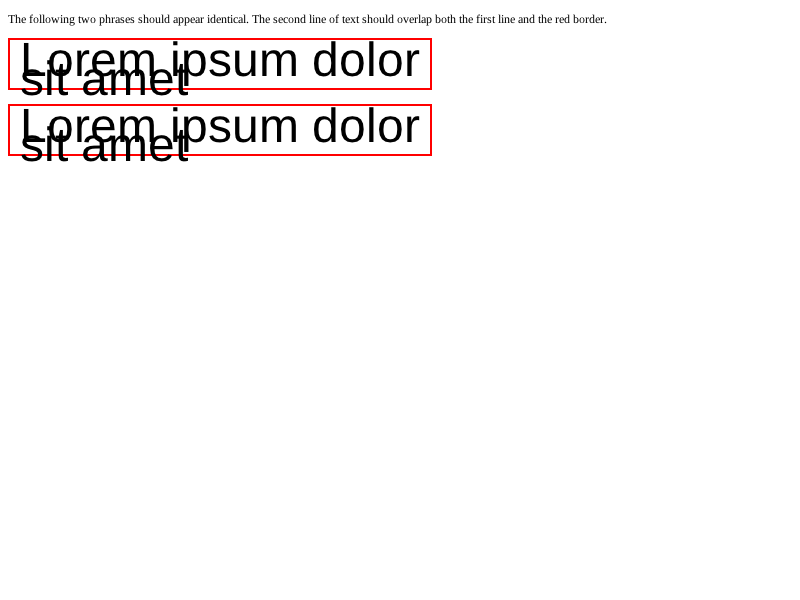 The following two phrases should appear identical. The second line of text should overlap both the first line and the red border.
Lorem ipsum dolor
sit amet
Lorem ipsum dolor
sit amet